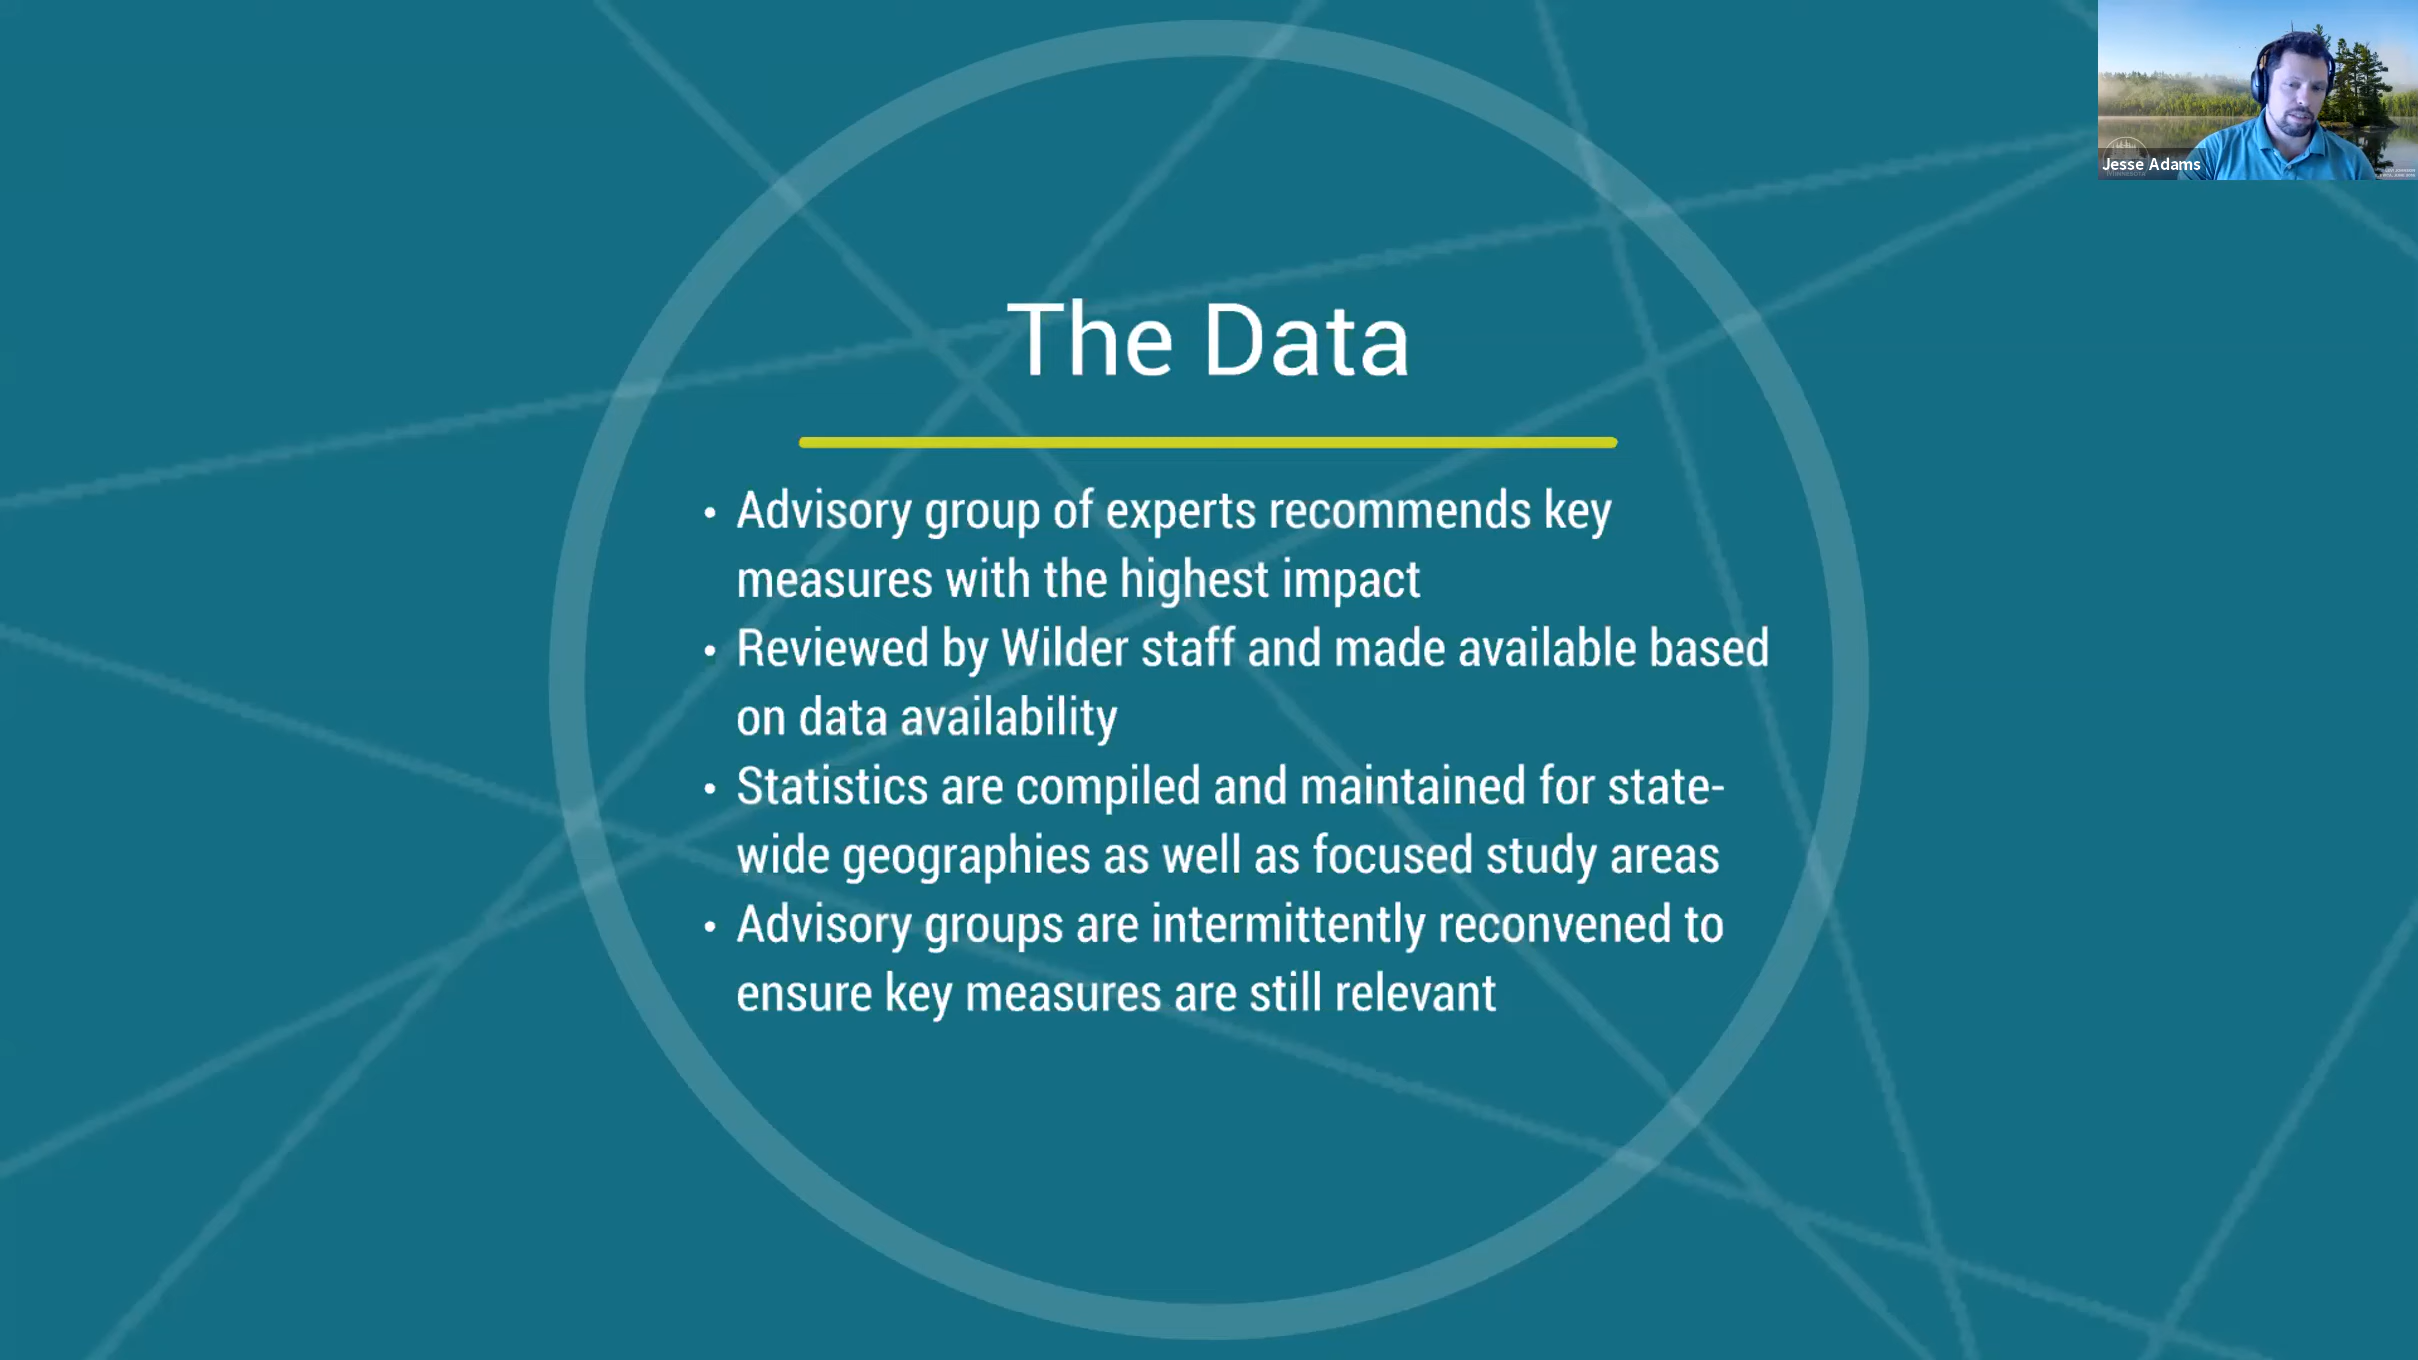 The Data
• Advisory group of experts recommends key
measures with the highest impact
• Reviewed by Wilder staff and made available based
on data availability
• Statistics are compiled and maintained for state-
wide geographies as well as focused study areas
• Advisory groups are intermittently reconvened to
ensure key measures are still relevant
Jesse Adams